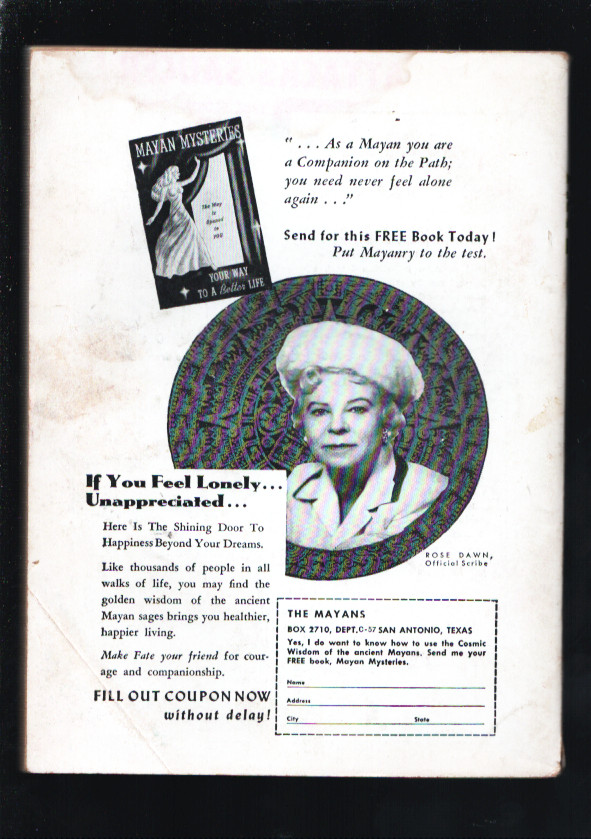 MAYAN MYSTERIES
The Way
is
Opened
to
YOU
YOUR WAY
TO A Better LIFE
" . . . As a Mayan you are
a Companion on the Path;
you need never feel alone
again . . ."
Send for this FREE Book Today!
Put Mayanry to the test.
If You Feel Lonely...
Unappreciated...
Here Is The Shining Door To
Happiness Beyond Your Dreams.
Like thousands of people in all
walks of life, you may find the
golden wisdom of the ancient
Mayan sages brings you healthier,
happier living.
Make Fate your friend for cour-
age and companionship.
FILL OUT COUPON NOW
without delay!
ROSE DAWN,
Official Scribe
THE MAYANS
BOX 2710, DEPT.C-57 SAN ANTONIO, TEXAS
Yes, I do want to know how to use the Cosmic
Wisdom of the ancient Mayans. Send me your
FREE book, Mayan Mysteries.
Name
Address
City State